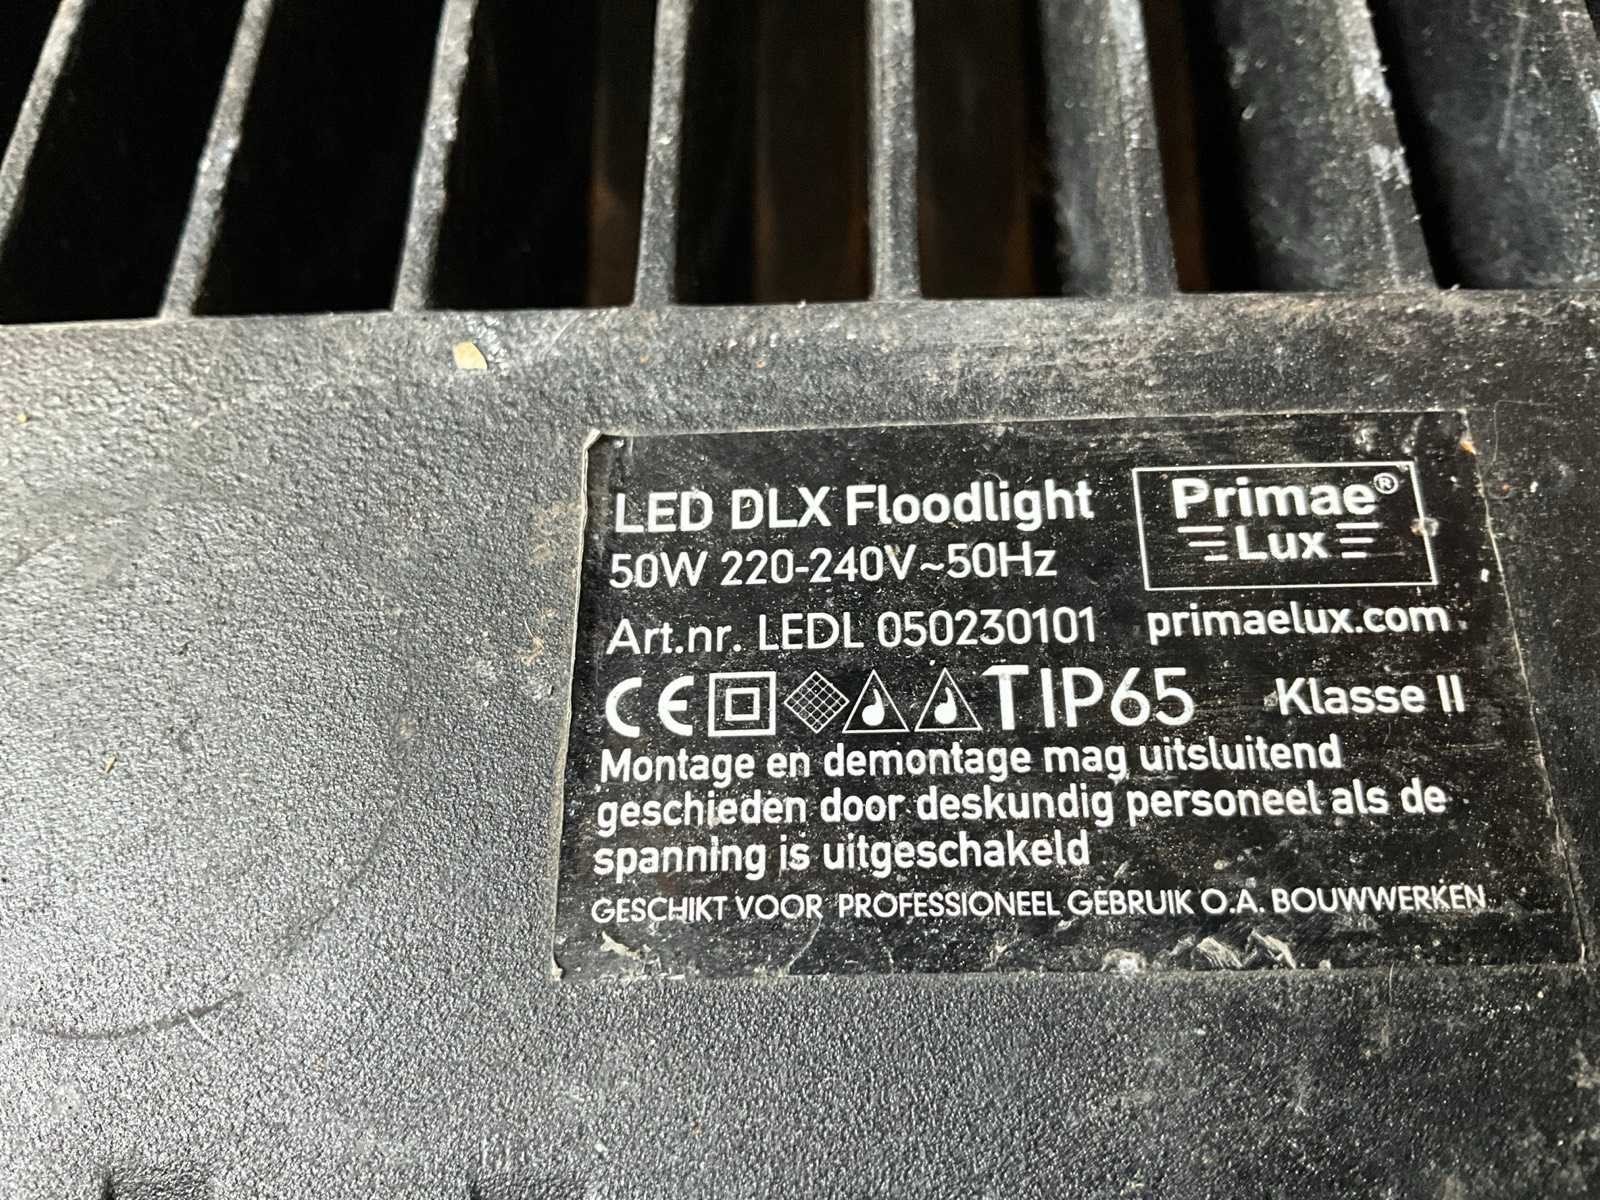 LED DLX Floodlight
50W 220-240V~50Hz
Art.nr. LEDL 050230101
Primae®
Lux
primaelux.com
CE TIP65 Klasse II
Montage en demontage mag uitsluitend
geschieden door deskundig personeel als de
spanning is uitgeschakeld
GESCHIKT VOOR PROFESSIONEEL GEBRUIK O.A. BOUWWERKEN